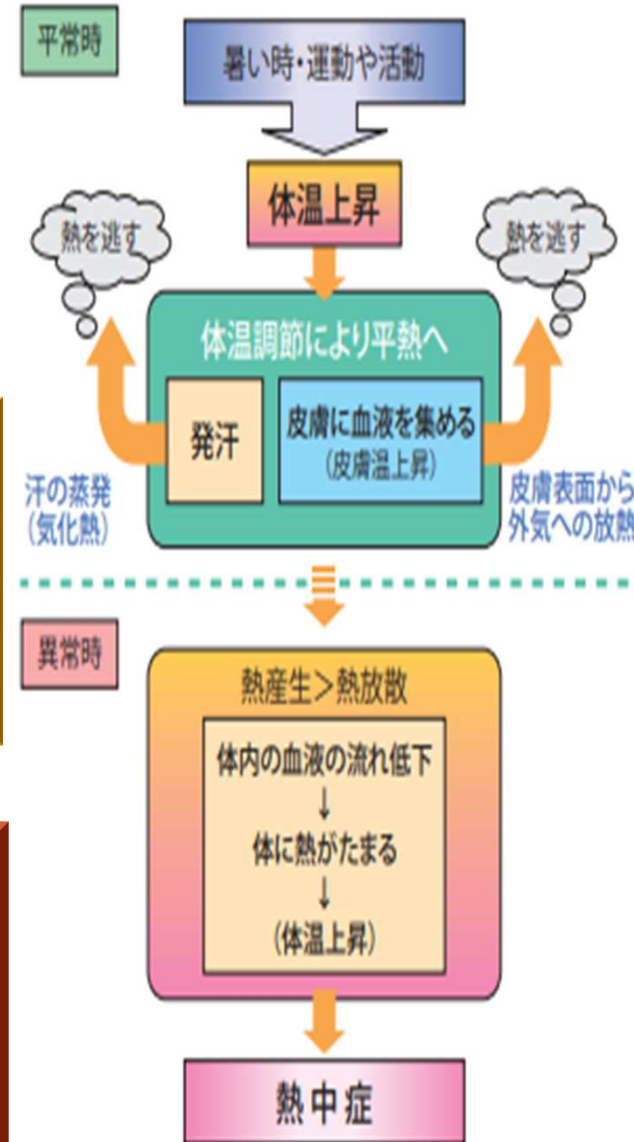 平常時
暑い時・運動や活動
体温上昇
熱を逃す
熱を逃す
体温調節により平熱へ
発汗
皮膚に血液を集める
(皮膚温上昇)
汗の蒸発
(気化熱)
皮膚表面から
外気への放熱
異常時
熱産生＞熱放散
体内の血液の流れ低下
↓
体に熱がたまる
↓
(体温上昇)
熱中症